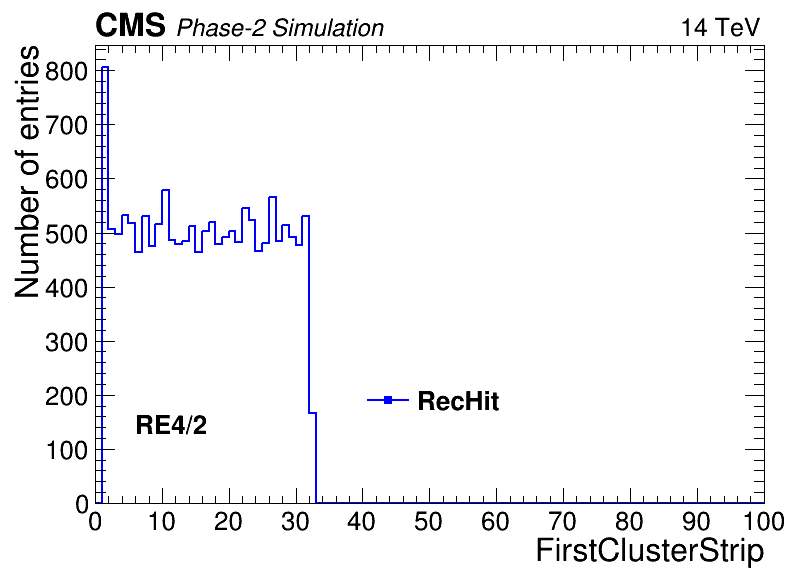 CMS Phase-2 Simulation 14 TeV
Number of entries
800
700
600
500
400
300
200
100
0
RE4/2
RecHit
0 10 20 30 40 50 60 70 80 90 100
FirstClusterStrip